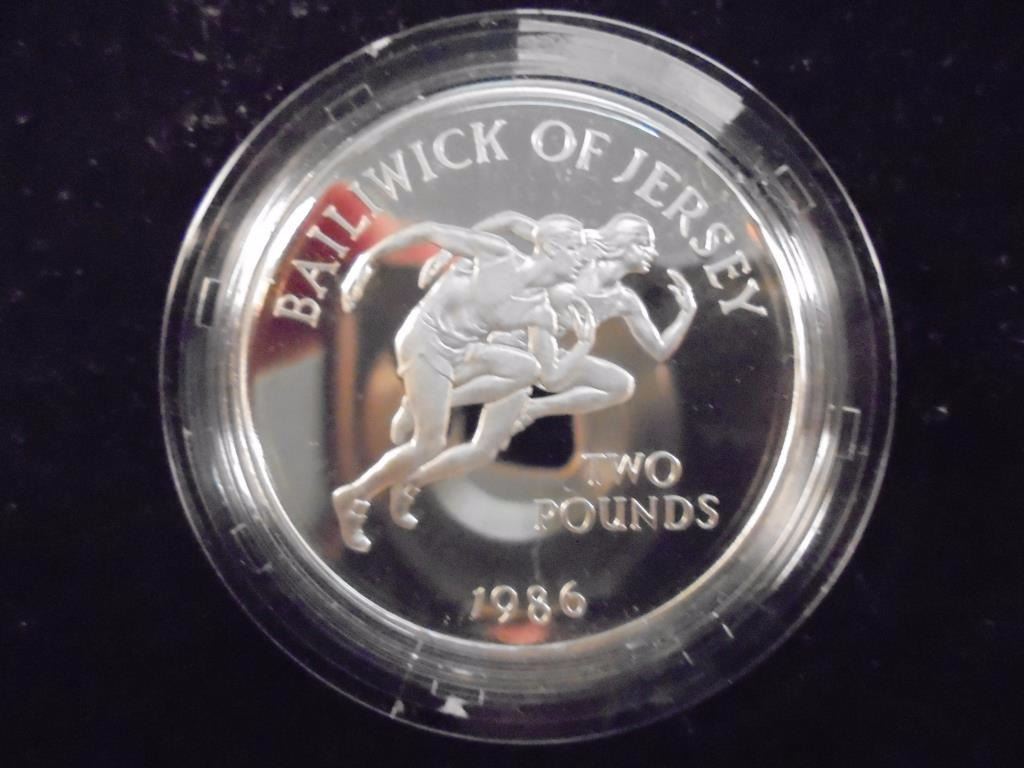 BAILIWICK OF JERSEY
TWO
POUNDS
1986